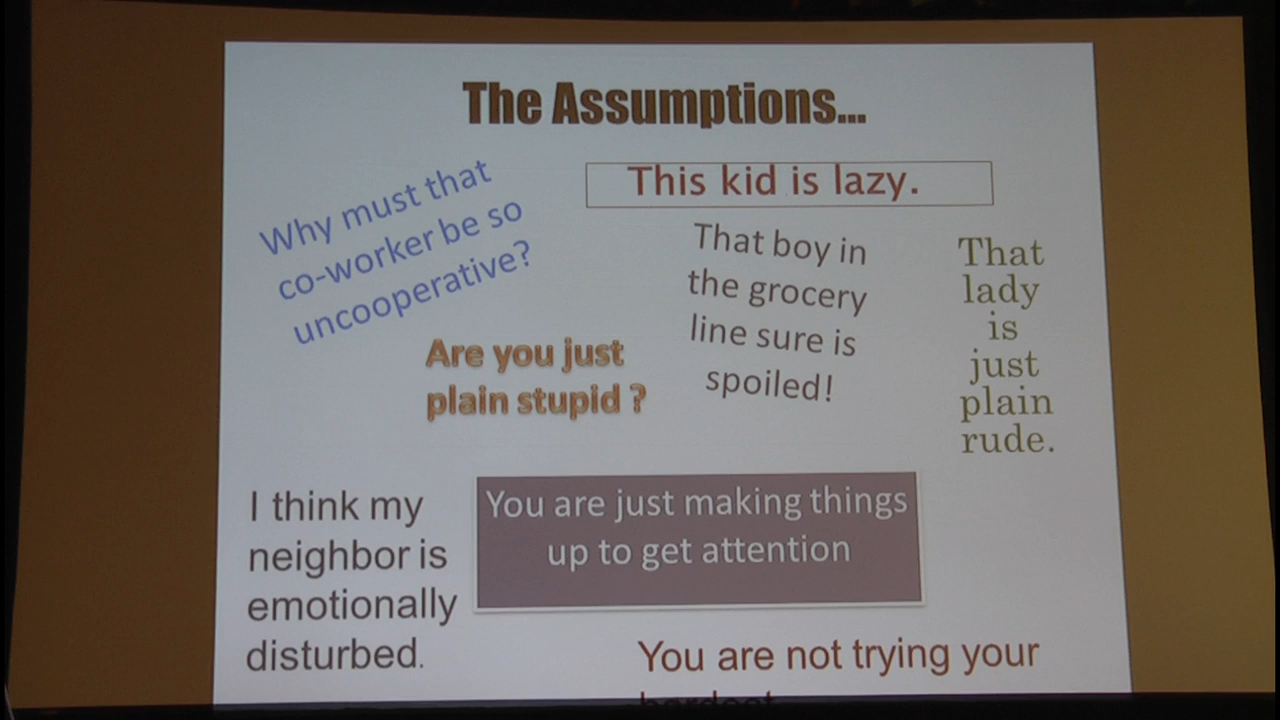 The Assumptions...
Why must that
co-worker be so
uncooperative?
This kid is lazy.
That boy in
the grocery
line sure is
spoiled!
That
lady
is
just
plain
rude.
Are you just
plain stupid ?
I think my
neighbor is
emotionally
disturbed.
You are just making things
up to get attention
You are not trying your